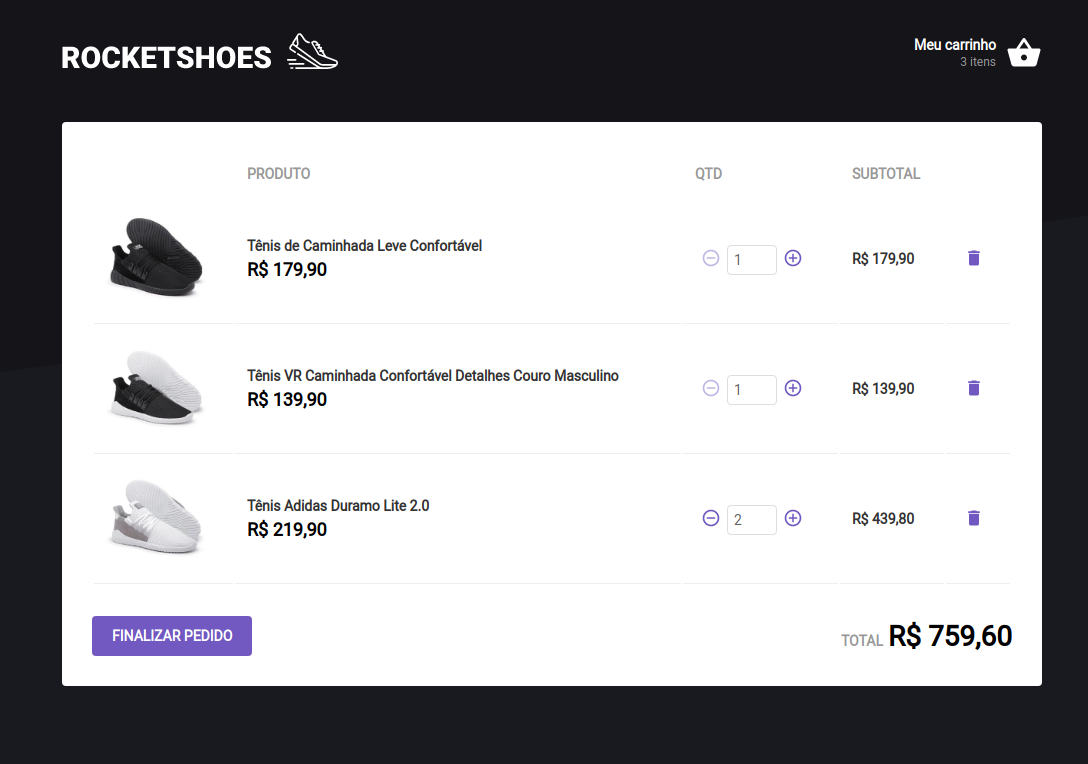 ROCKETSHOES
Meu carrinho
3 itens
PRODUTO QTD SUBTOTAL
Tênis de Caminhada Leve Confortável
R$ 179,90
1
R$ 179,90
Tênis VR Caminhada Confortável Detalhes Couro Masculino
R$ 139,90
1
R$ 139,90
Tênis Adidas Duramo Lite 2.0
R$ 219,90
2
R$ 439,80
FINALIZAR PEDIDO
TOTAL R$ 759,60